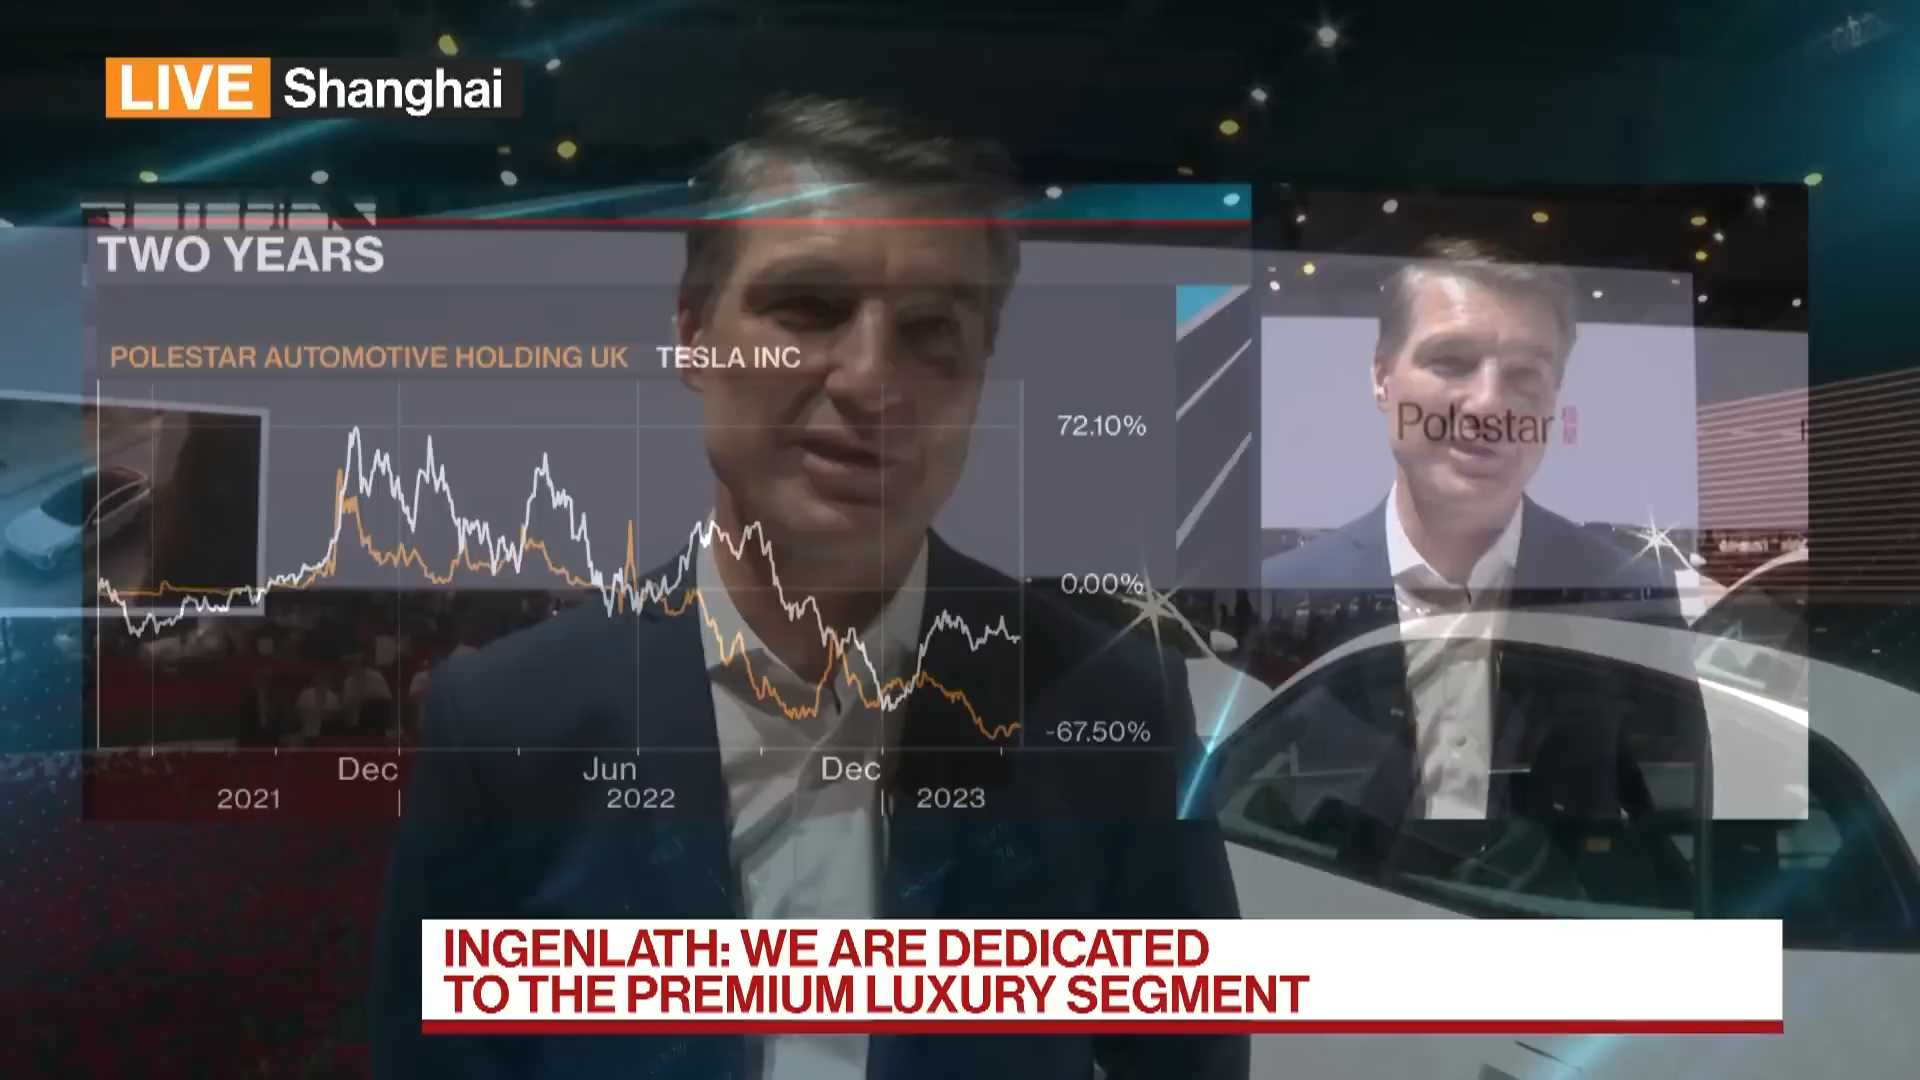 LIVE Shanghai
TWO YEARS
POLESTAR AUTOMOTIVE HOLDING UK TESLA INC
72.10%
Polestar
0.00%
-67.50%
Dec Jun Dec
2021 2022 2023
INGENLATH: WE ARE DEDICATED
TO THE PREMIUM LUXURY SEGMENT